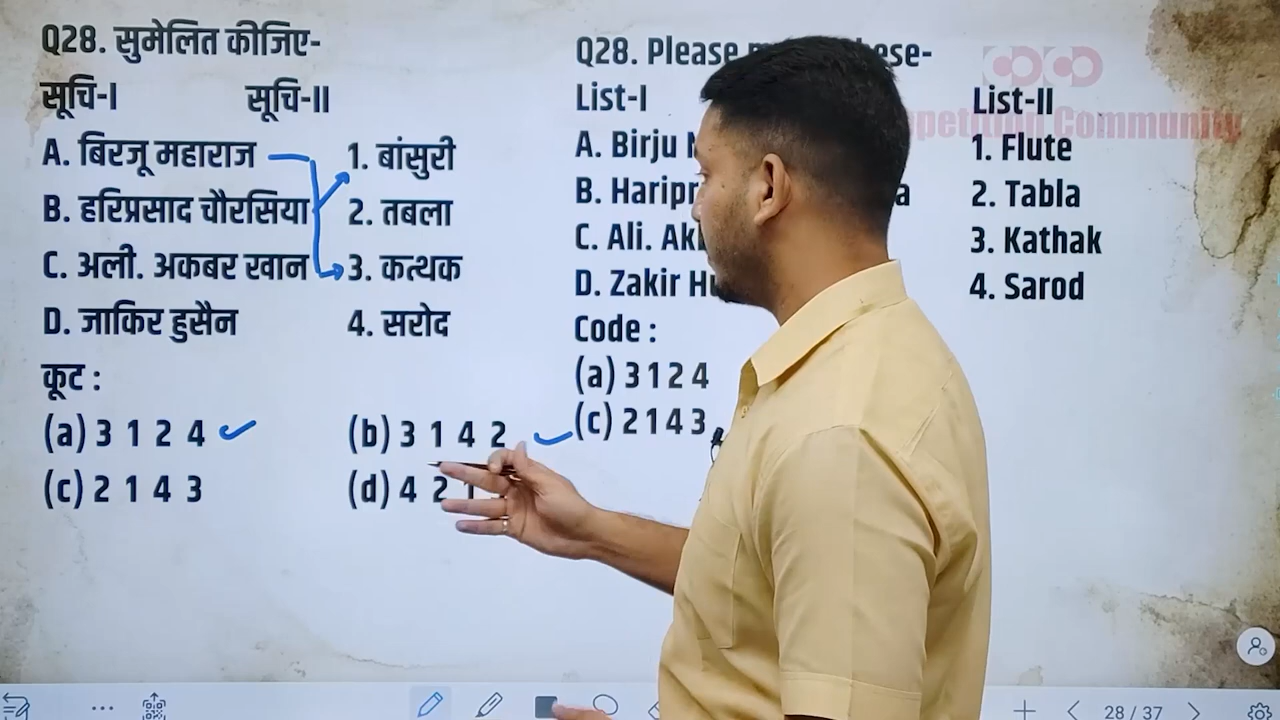 Q28. सुमेलित कीजिए-
सूचि-I सूचि-II
A. बिरजू महाराज 1. बांसुरी
B. हरिप्रसाद चौरसिया 2. तबला
C. अली. अकबर खान 3. कत्थक
D. जाकिर हुसैन 4. सरोद
कूट :
(a) 3 1 2 4 (b) 3 1 4 2
(c) 2 1 4 3 (d) 4 2 1
Q28. Please
List-I List-II
A. Birju 1. Flute
B. 2. Tabla
C. Ali. 3. Kathak
D. Zakir 4. Sarod
Code :
(a) 3 1 2 4
(c) 2 1 4 3
Community
28 / 37